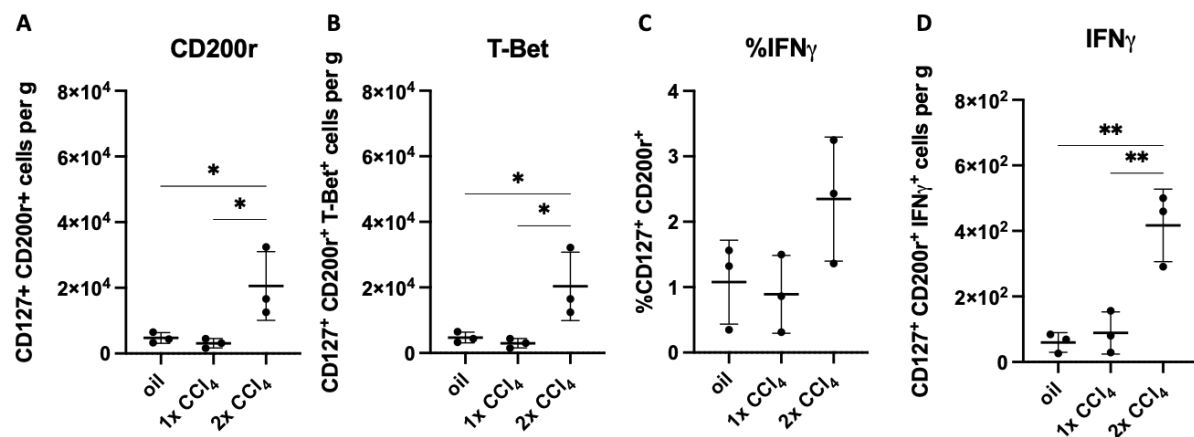 A
CD200r
CD127+ CD200r+ cells per g
8×10⁴
6×10⁴
4×10⁴
2×10⁴
0
*
*
oil
1x CCl₄
2x CCl₄
B
T-Bet
CD127⁺ CD200r⁺ T-Bet⁺ cells per g
8×10⁴
6×10⁴
4×10⁴
2×10⁴
0
*
*
oil
1x CCl₄
2x CCl₄
C
%IFNγ
%CD127⁺ CD200r⁺
4
3
2
1
0
oil
1x CCl₄
2x CCl₄
D
IFNγ
CD127⁺ CD200r⁺ IFNγ⁺ cells per g
8×10²
6×10²
4×10²
2×10²
0
**
**
oil
1x CCl₄
2x CCl₄